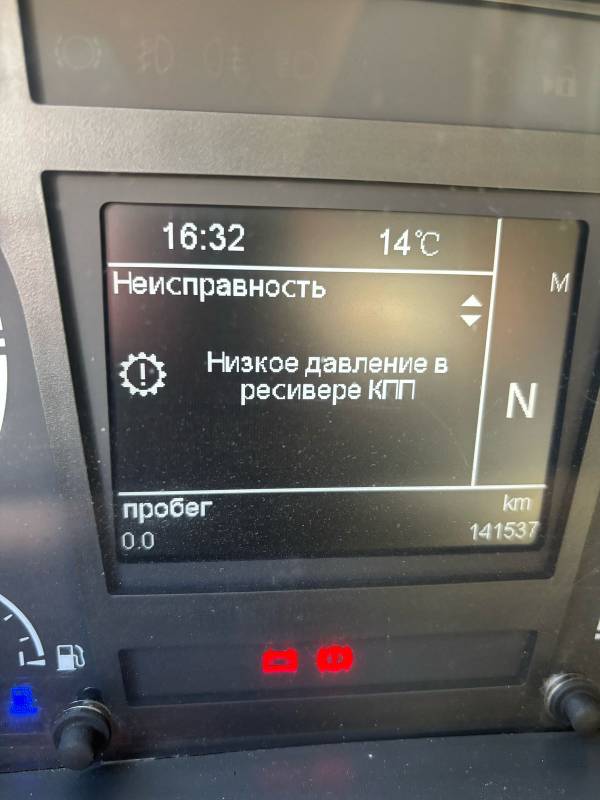 16:32 14°C
Неисправность
M
Низкое давление в
ресивере КПП
N
пробег km
0.0 141537